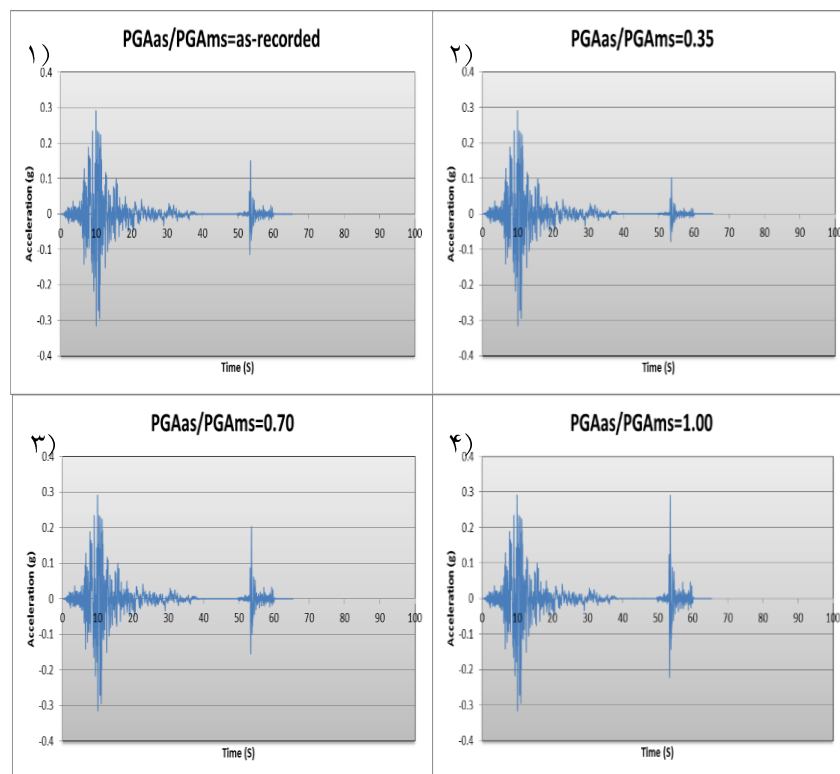 ۱)
PGAas/PGAms=as-recorded
0.4
0.3
0.2
0.1
0
-0.1
-0.2
-0.3
-0.4
0 10 20 30 40 50 60 70 80 90 100
Acceleration (g)
Time (S)
۲)
PGAas/PGAms=0.35
0.4
0.3
0.2
0.1
0
-0.1
-0.2
-0.3
-0.4
0 10 20 30 40 50 60 70 80 90 100
Acceleration (g)
Time (S)
۳)
PGAas/PGAms=0.70
0.4
0.3
0.2
0.1
0
-0.1
-0.2
-0.3
-0.4
0 10 20 30 40 50 60 70 80 90 100
Acceleration (g)
Time (S)
۴)
PGAas/PGAms=1.00
0.4
0.3
0.2
0.1
0
-0.1
-0.2
-0.3
-0.4
0 10 20 30 40 50 60 70 80 90 100
Acceleration (g)
Time (S)